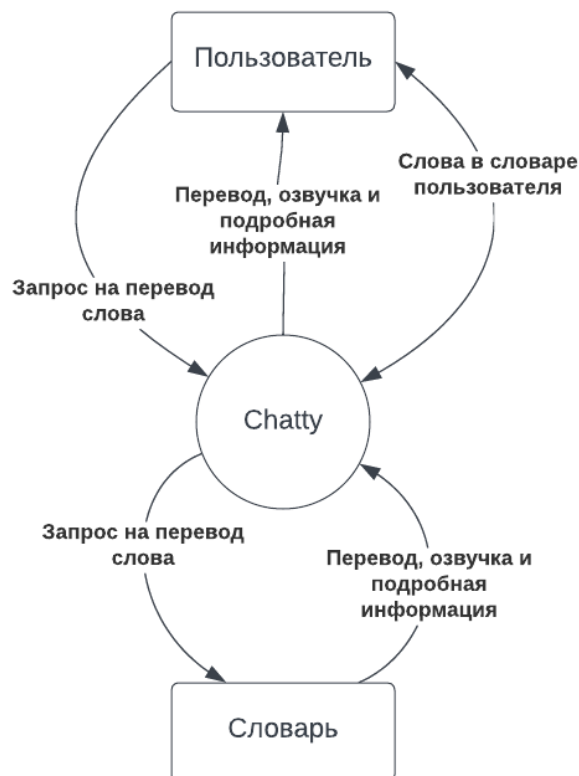 Пользователь
Слова в словаре
пользователя
Перевод, озвучка и
подробная
информация
Запрос на перевод
слова
Chatty
Запрос на перевод
слова
Перевод, озвучка и
подробная
информация
Словарь